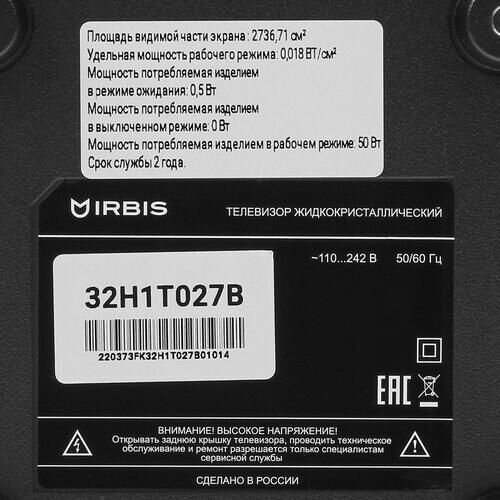 Площадь видимой части экрана: 2736,71 см²
Удельная мощность рабочего режима: 0,018 ВТ/см²
Мощность потребляемая изделием
в режиме ожидания: 0,5 Вт
Мощность потребляемая изделием
в выключенном режиме: 0 Вт
Мощность потребляемая изделием в рабочем режиме: 50 Вт
Срок службы 2 года.
IRBIS
ТЕЛЕВИЗОР ЖИДКОКРИСТАЛЛИЧЕСКИЙ
~110...242 В 50/60 Гц
32H1T027B
220373FK32H1T027B01014
EAC
ВНИМАНИЕ! ВЫСОКОЕ НАПРЯЖЕНИЕ!
Открывать заднюю крышку телевизора, проводить техническое
обслуживание и ремонт разрешается только специалистам
сервисной службы
СДЕЛАНО В РОССИИ